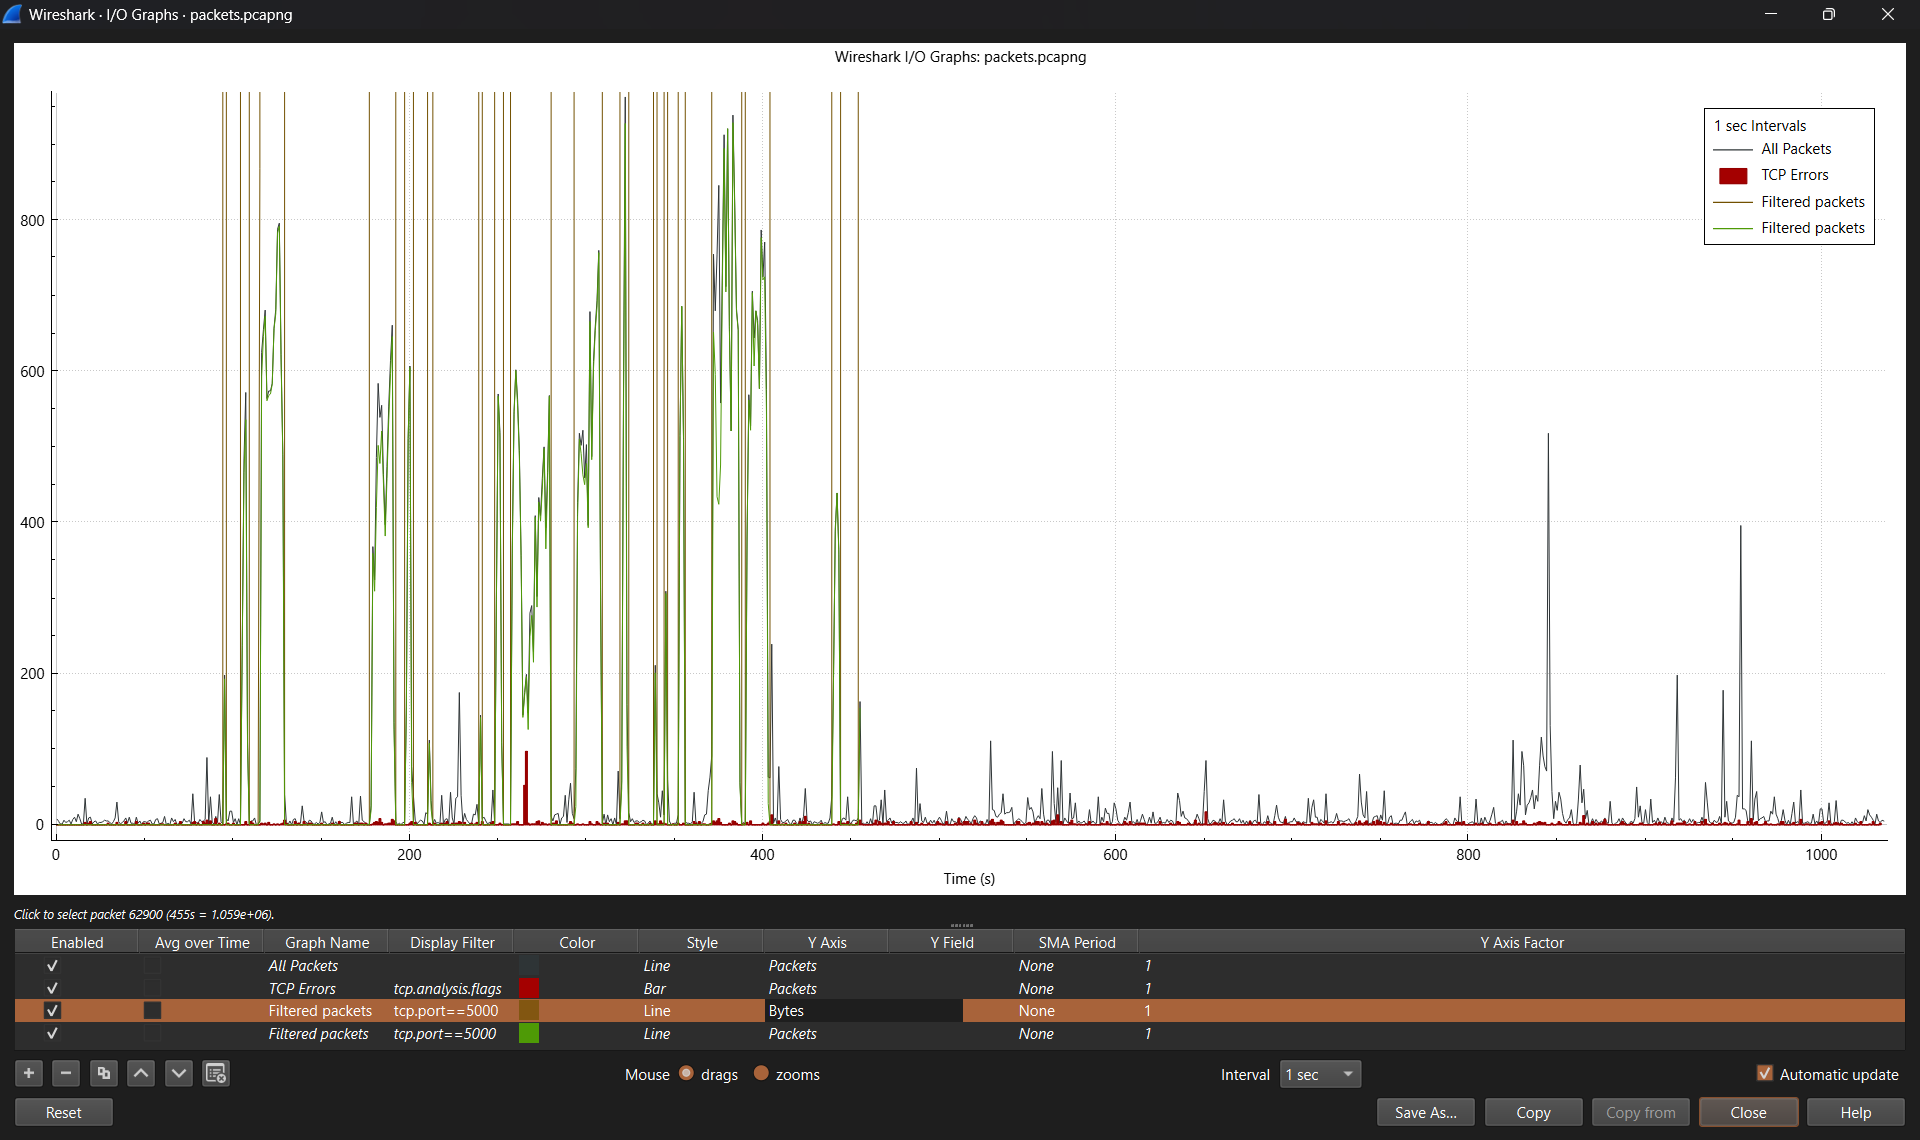 Wireshark · I/O Graphs · packets.pcapng
Wireshark I/O Graphs: packets.pcapng
1 sec Intervals
All Packets
TCP Errors
Filtered packets
Filtered packets
800
600
400
200
0
0 200 400 600 800 1000
Time (s)
Click to select packet 62900 (455s = 1.059e+06).
Enabled Avg over Time Graph Name Display Filter Color Style Y Axis Y Field SMA Period Y Axis Factor
All Packets Line Packets None 1
TCP Errors tcp.analysis.flags Bar Packets None 1
Filtered packets tcp.port==5000 Line Bytes None 1
Filtered packets tcp.port==5000 Line Packets None 1
Mouse drags zooms Interval 1 sec Automatic update
Reset Save As... Copy Copy from Close Help